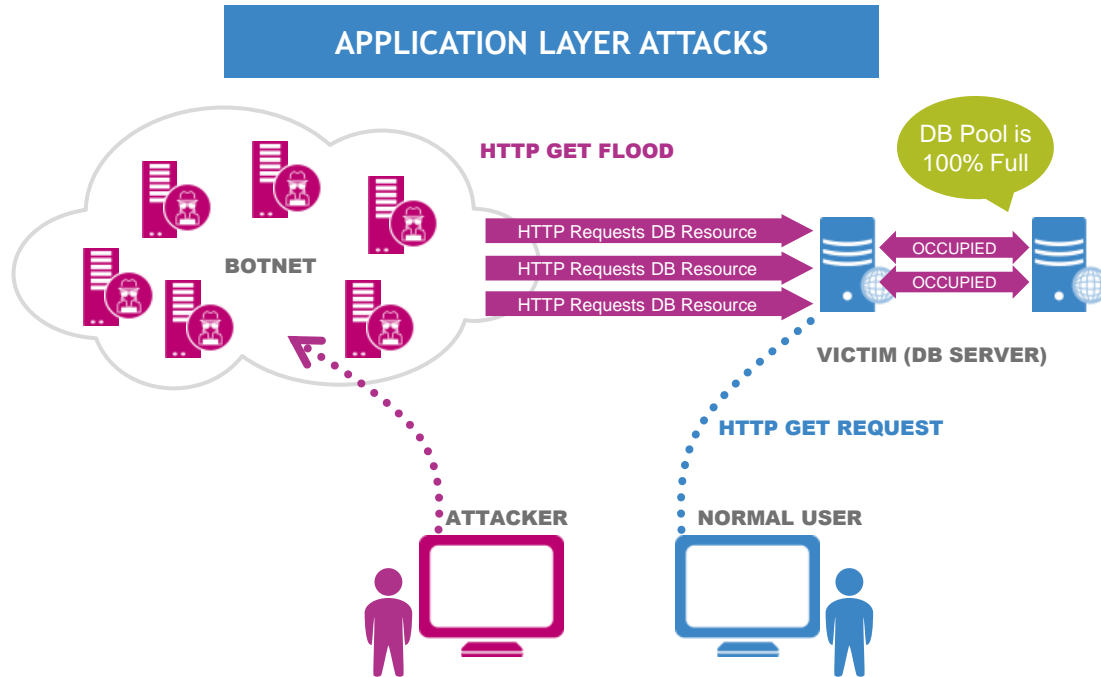 APPLICATION LAYER ATTACKS
HTTP GET FLOOD
DB Pool is
100% Full
HTTP Requests DB Resource
HTTP Requests DB Resource
HTTP Requests DB Resource
OCCUPIED
OCCUPIED
BOTNET
VICTIM (DB SERVER)
HTTP GET REQUEST
ATTACKER
NORMAL USER